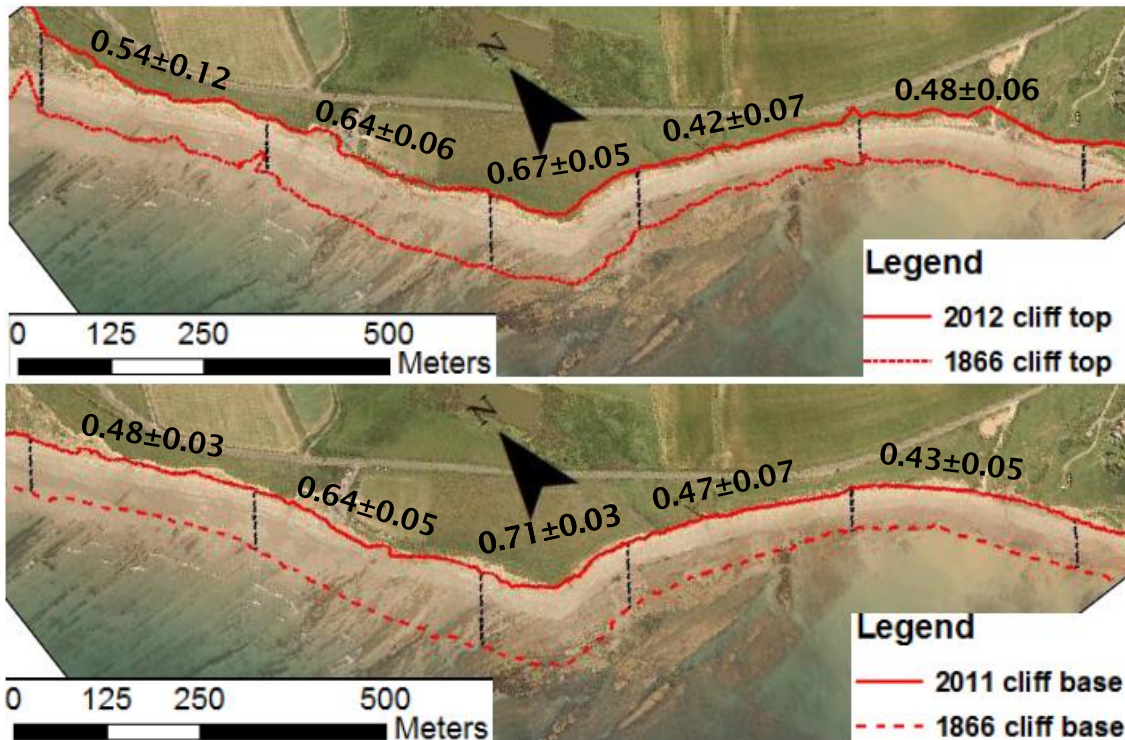 0.54±0.12
0.64±0.06
0.67±0.05
0.42±0.07
0.48±0.06
N
Legend
2012 cliff top
1866 cliff top
0 125 250 500
Meters
0.48±0.03
0.64±0.05
0.71±0.03
0.47±0.07
0.43±0.05
N
Legend
2011 cliff base
1866 cliff base
0 125 250 500
Meters